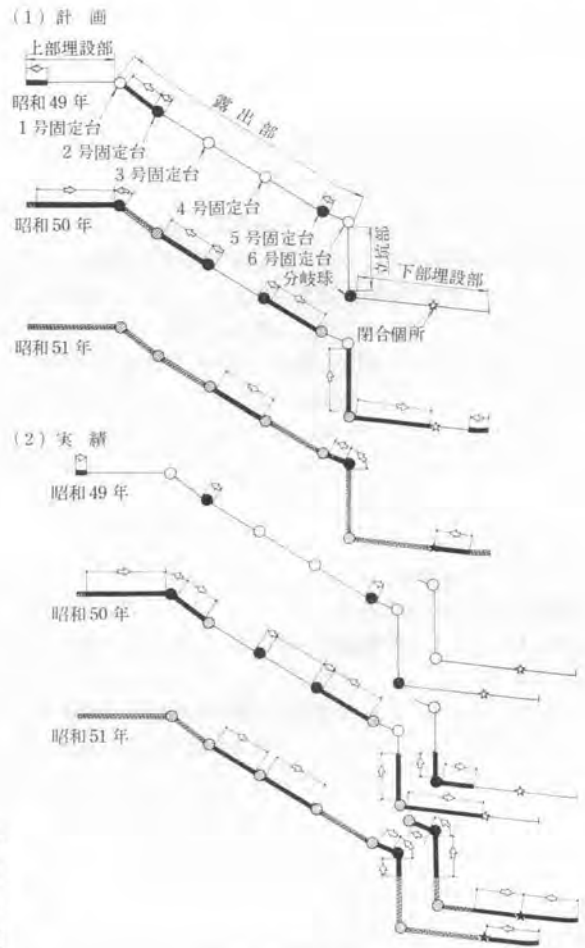 (1) 計 画
上部埋設部
昭和49年
露出部
1号固定台
2号固定台
3号固定台
4号固定台
5号固定台
6号固定台
分岐球
立坑部
下部埋設部
閉合個所
昭和50年
昭和51年
(2) 実 績
昭和49年
昭和50年
昭和51年